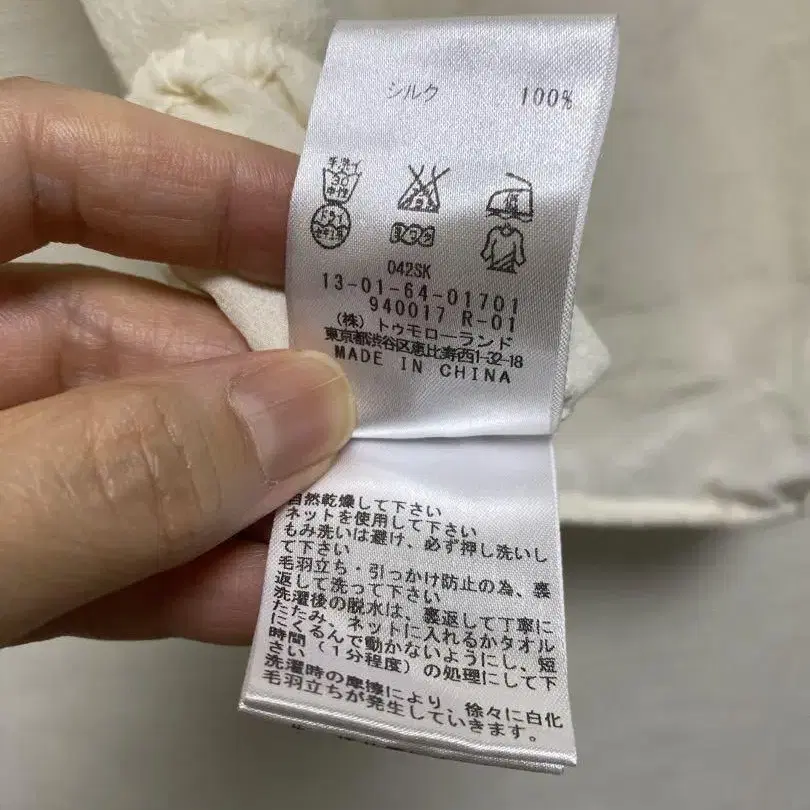 シルク 100%
手洗イ
30
中性
ドライ
セキユ系
ヨワク
042SK
13-01-64-01701
940017 R-01
(株)トゥモローランド
東京都渋谷区恵比寿西1-32-18
MADE IN CHINA
自然乾燥して下さい
ネットを使用して下さい
もみ洗いは避け、必ず押し洗いし
て下さい
毛羽立ち・引っかけ防止の為、裏
返して洗って下さい
洗濯後の脱水は、裏返して丁寧に
たたみ、ネットに入れるかタオル
にくるんで動かないようにし、短
時間(1分程度)の処理にして下
さい
洗濯時の摩擦により、徐々に白化
毛羽立ちが発生していきます。